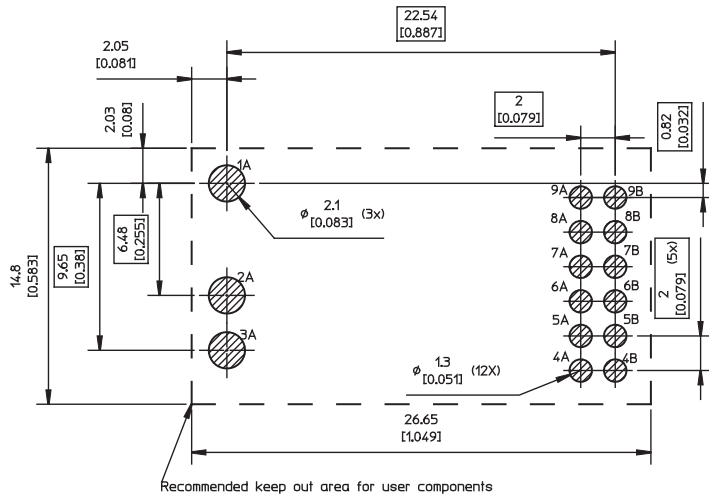 22.54
[0.887]
2.05
[0.081]
2
[0.079]
0.82
[0.032]
2.03
[0.08]
1A
9A
9B
ø 2.1
[0.083] (3x)
8A
8B
14.8
[0.583]
9.65
[0.38]
6.48
[0.255]
7A
7B
2
[0.079]
(5x)
2A
6A
6B
3A
5A
5B
ø 1.3
[0.051] (12X)
4A
4B
26.65
[1.049]
Recommended keep out area for user components